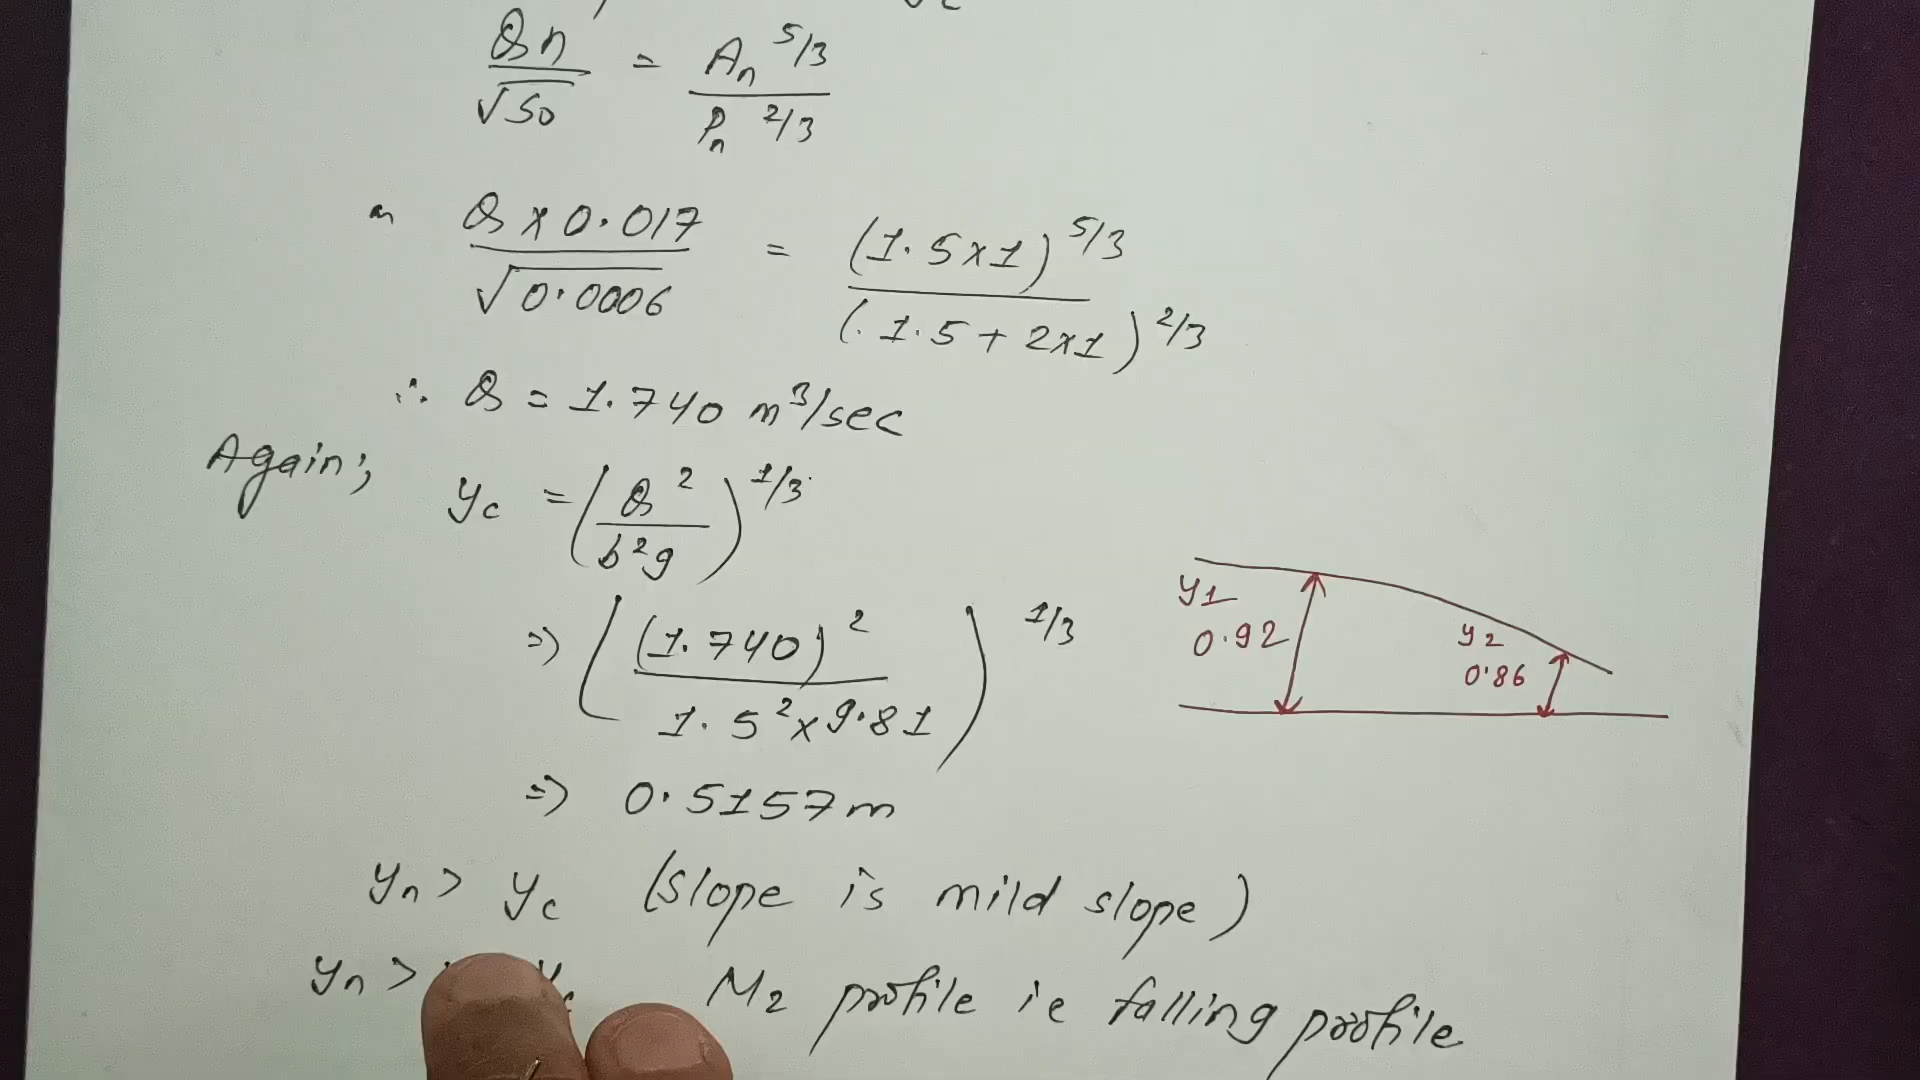 Qn / √S0 = An^5/3 / Pn^2/3
or Q x 0.017 / √0.0006 = (1.5x1)^5/3 / (1.5 + 2x1)^2/3
∴ Q = 1.740 m³/sec
Again; yc = (Q² / b²g)^1/3
=> ((1.740)² / 1.5² x 9.81)^1/3
=> 0.5157m
y1 0.92
y2 0.86
yn > yc (slope is mild slope)
yn > M2 profile ie falling profile